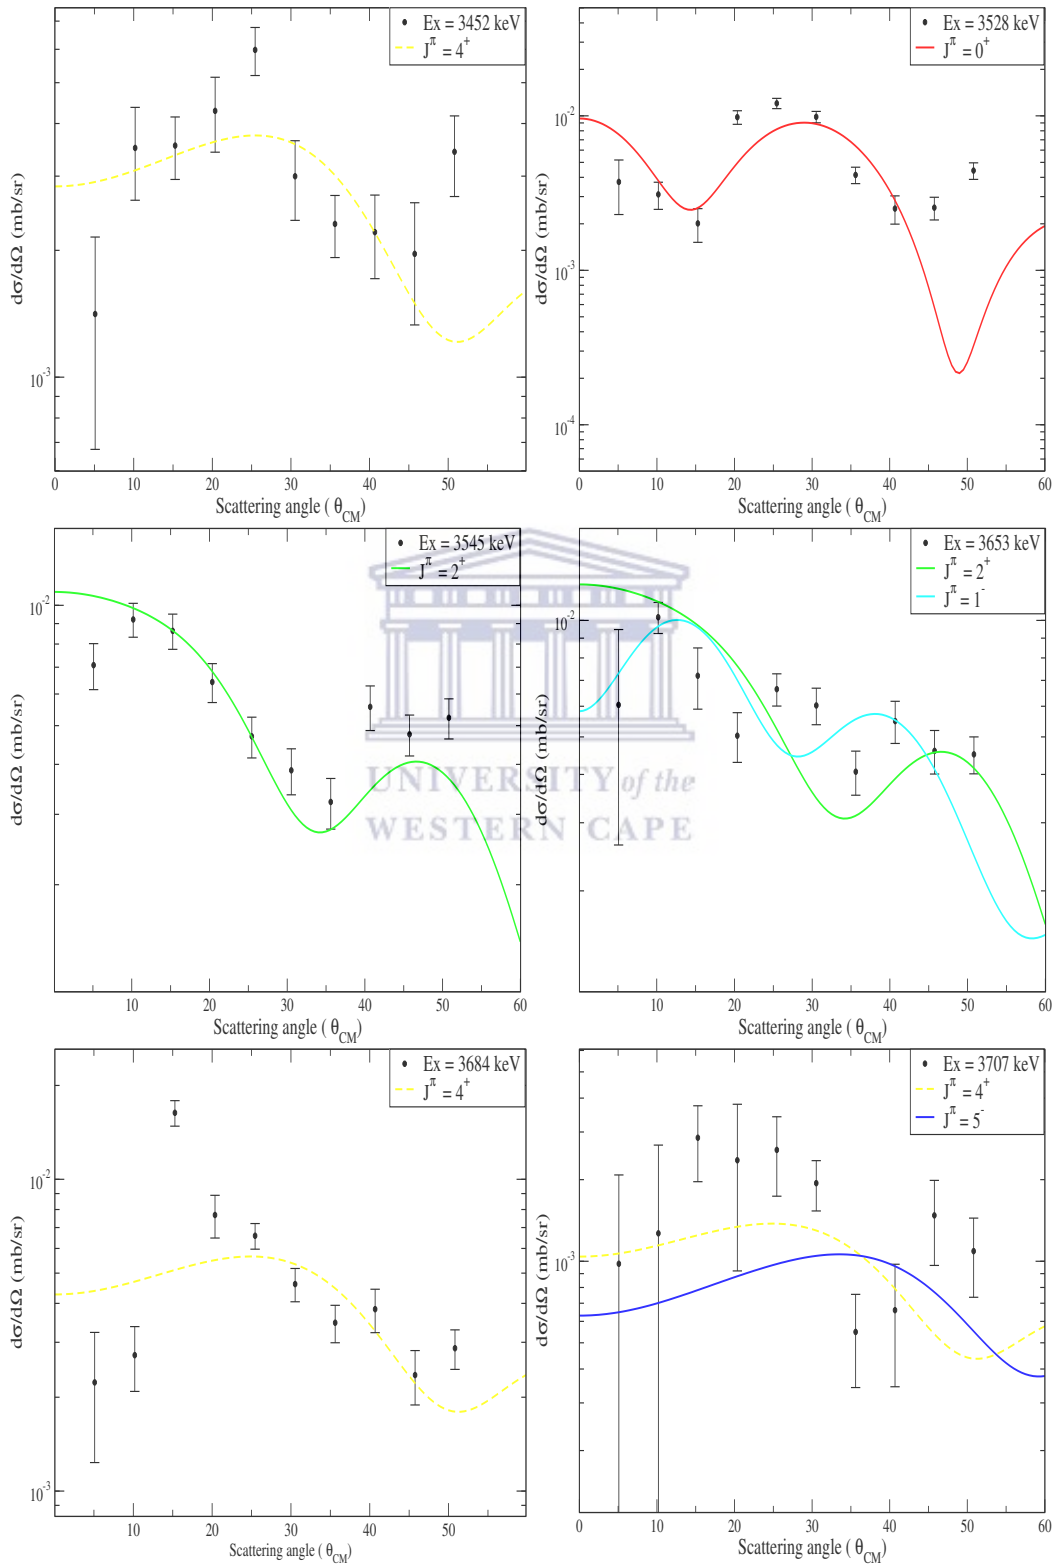 Ex = 3452 keV
J^π = 4^+
dσ/dΩ (mb/sr)
10^-3
0 10 20 30 40 50
Scattering angle ( θ_CM)
Ex = 3528 keV
J^π = 0^+
dσ/dΩ (mb/sr)
10^-2
10^-3
10^-4
0 10 20 30 40 50 60
Scattering angle ( θ_CM)
Ex = 3545 keV
J^π = 2^+
dσ/dΩ (mb/sr)
10^-2
0 10 20 30 40 50 60
Scattering angle ( θ_CM)
Ex = 3653 keV
J^π = 2^+
J^π = 1^-
dσ/dΩ (mb/sr)
10^-2
0 10 20 30 40 50 60
Scattering angle ( θ_CM)
UNIVERSITY of the
WESTERN CAPE
Ex = 3684 keV
J^π = 4^+
dσ/dΩ (mb/sr)
10^-2
10^-3
0 10 20 30 40 50
Scattering angle ( θ_CM)
Ex = 3707 keV
J^π = 4^+
J^π = 5^-
dσ/dΩ (mb/sr)
10^-3
0 10 20 30 40 50 60
Scattering angle ( θ_CM)